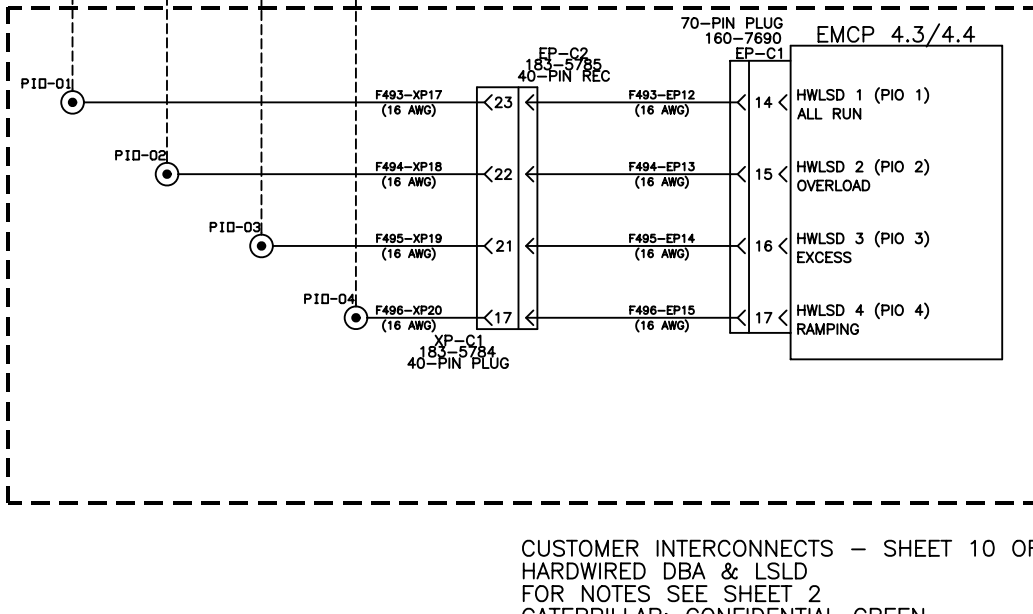 70-PIN PLUG
160-7690
EP-C1
EMCP 4.3/4.4
EP-C2
183-5785
40-PIN REC
PIO-01
F493-XP17
(16 AWG)
23
F493-EP12
(16 AWG)
14
HWLSD 1 (PIO 1)
ALL RUN
PIO-02
F494-XP18
(16 AWG)
22
F494-EP13
(16 AWG)
15
HWLSD 2 (PIO 2)
OVERLOAD
PIO-03
F495-XP19
(16 AWG)
21
F495-EP14
(16 AWG)
16
HWLSD 3 (PIO 3)
EXCESS
PIO-04
F496-XP20
(16 AWG)
17
F496-EP15
(16 AWG)
17
HWLSD 4 (PIO 4)
RAMPING
XP-C1
183-5784
40-PIN PLUG
CUSTOMER INTERCONNECTS - SHEET 10 OF
HARDWIRED DBA & LSLD
FOR NOTES SEE SHEET 2
CATERPILLAR: CONFIDENTIAL GREEN